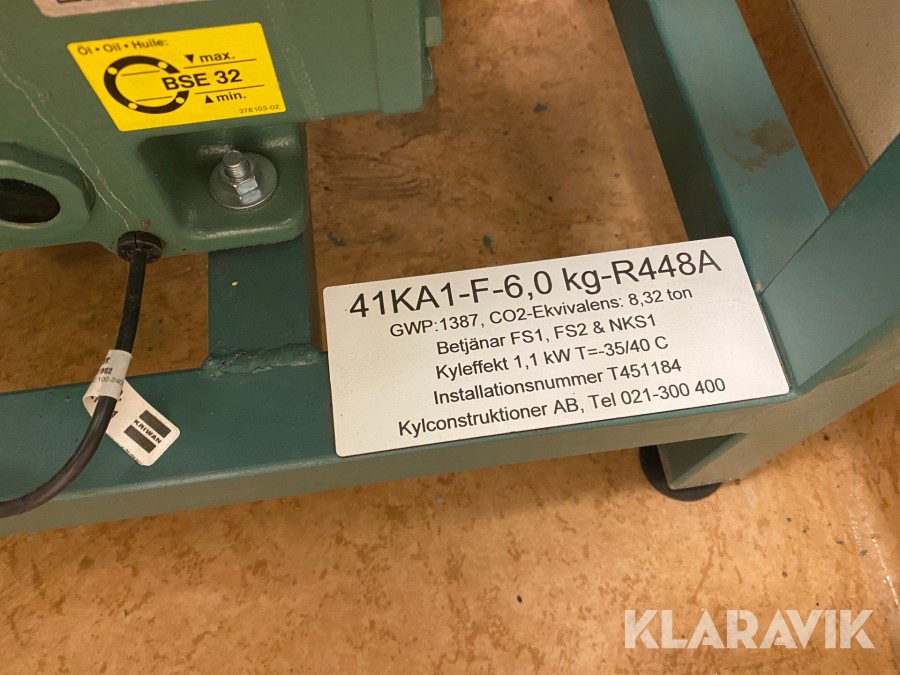 Öl • Oil • Huile:
max.
BSE 32
min.
378103-02
41KA1-F-6,0 kg-R448A
GWP:1387, CO2-Ekvivalens: 8,32 ton
Betjänar FS1, FS2 & NKS1
Kyleffekt 1,1 kW T=-35/40 C
Installationsnummer T451184
Kylconstruktioner AB, Tel 021-300 400
KRIWAN
KLARAVIK